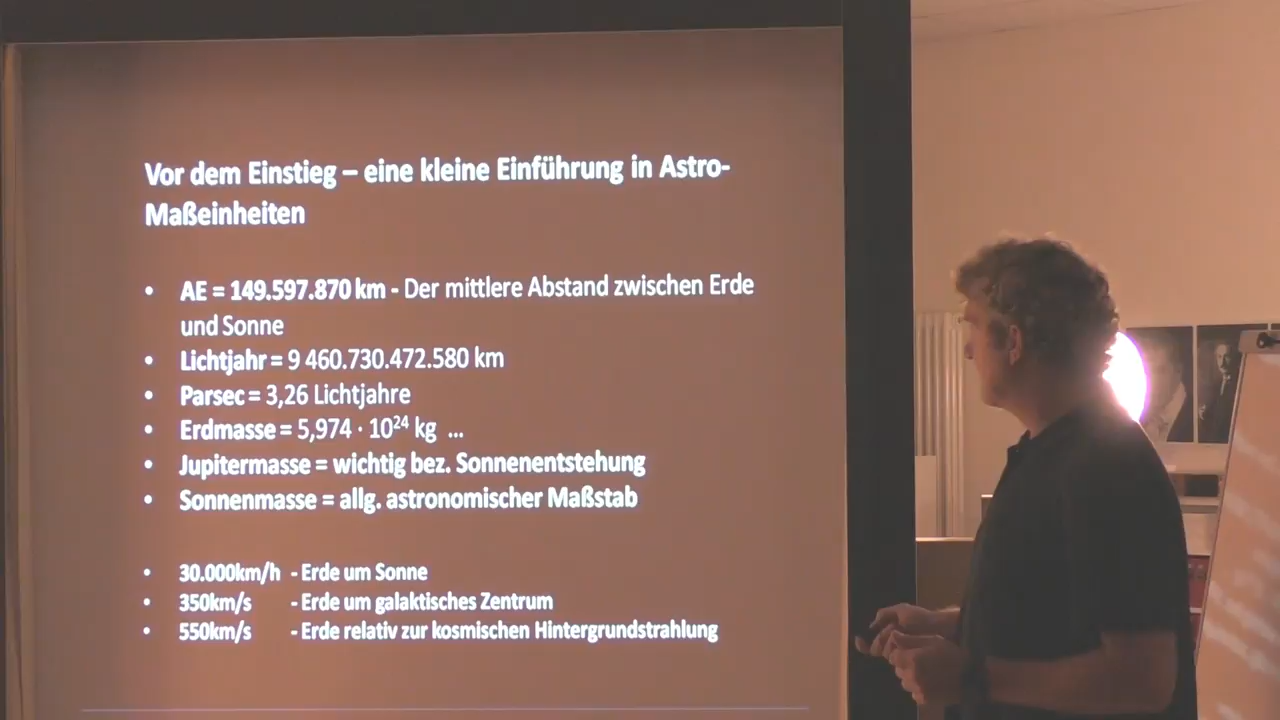 Vor dem Einstieg – eine kleine Einführung in Astro-
Maßeinheiten
• AE = 149.597.870 km - Der mittlere Abstand zwischen Erde
und Sonne
• Lichtjahr = 9 460.730.472.580 km
• Parsec = 3,26 Lichtjahre
• Erdmasse = 5,974 · 10²⁴ kg ...
• Jupitermasse = wichtig bez. Sonnenentstehung
• Sonnenmasse = allg. astronomischer Maßstab
• 30.000km/h - Erde um Sonne
• 350km/s - Erde um galaktisches Zentrum
• 550km/s - Erde relativ zur kosmischen Hintergrundstrahlung